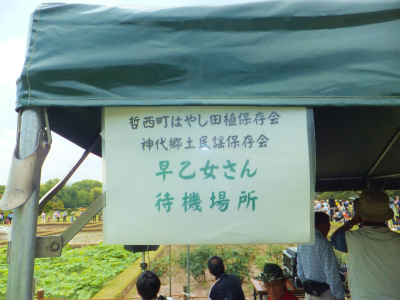 哲西町はやし田植保存会
神代郷土民謡保存会
早乙女さん
待機場所